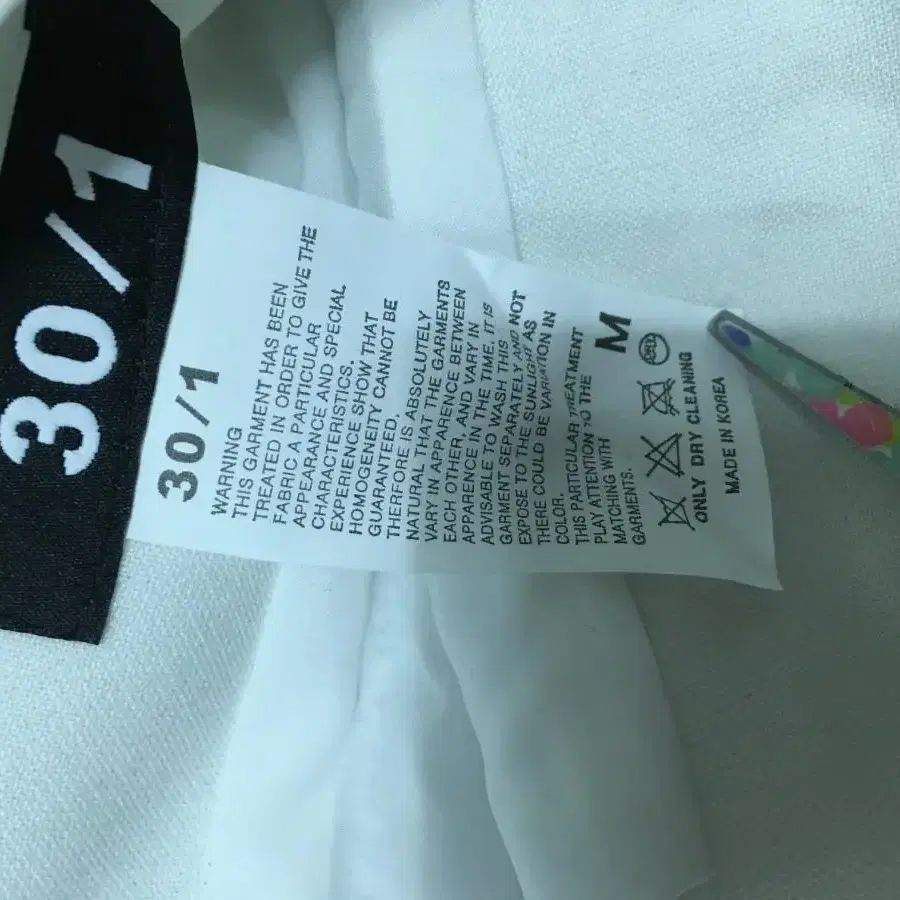 30/1
30/1
WARNING
THIS GARMENT HAS BEEN
TREATED IN ORDER TO GIVE THE
FABRIC A PARTICULAR
APPEARANCE AND SPECIAL
CHARACTERISTICS.
EXPERIENCE SHOW THAT
HOMOGENEITY CANNOT BE
GUARANTEED.
THERFORE IS ABSOLUTELY
NATURAL THAT THE GARMENTS
VARY IN APPARENCE BETWEEN
EACH OTHER, AND VARY IN
APPARENCE IN THE TIME. IT IS
ADVISABLE TO WASH THIS
GARMENT SEPARATELY AND NOT
EXPOSE TO THE SUNLIGHT AS
THERE COULD BE VARIATION IN
COLOR.
THIS PARTICULAR TREATMENT
PLAY ATTENTION TO THE
MATCHING WITH
GARMENTS.
M
ONLY DRY CLEANING
MADE IN KOREA